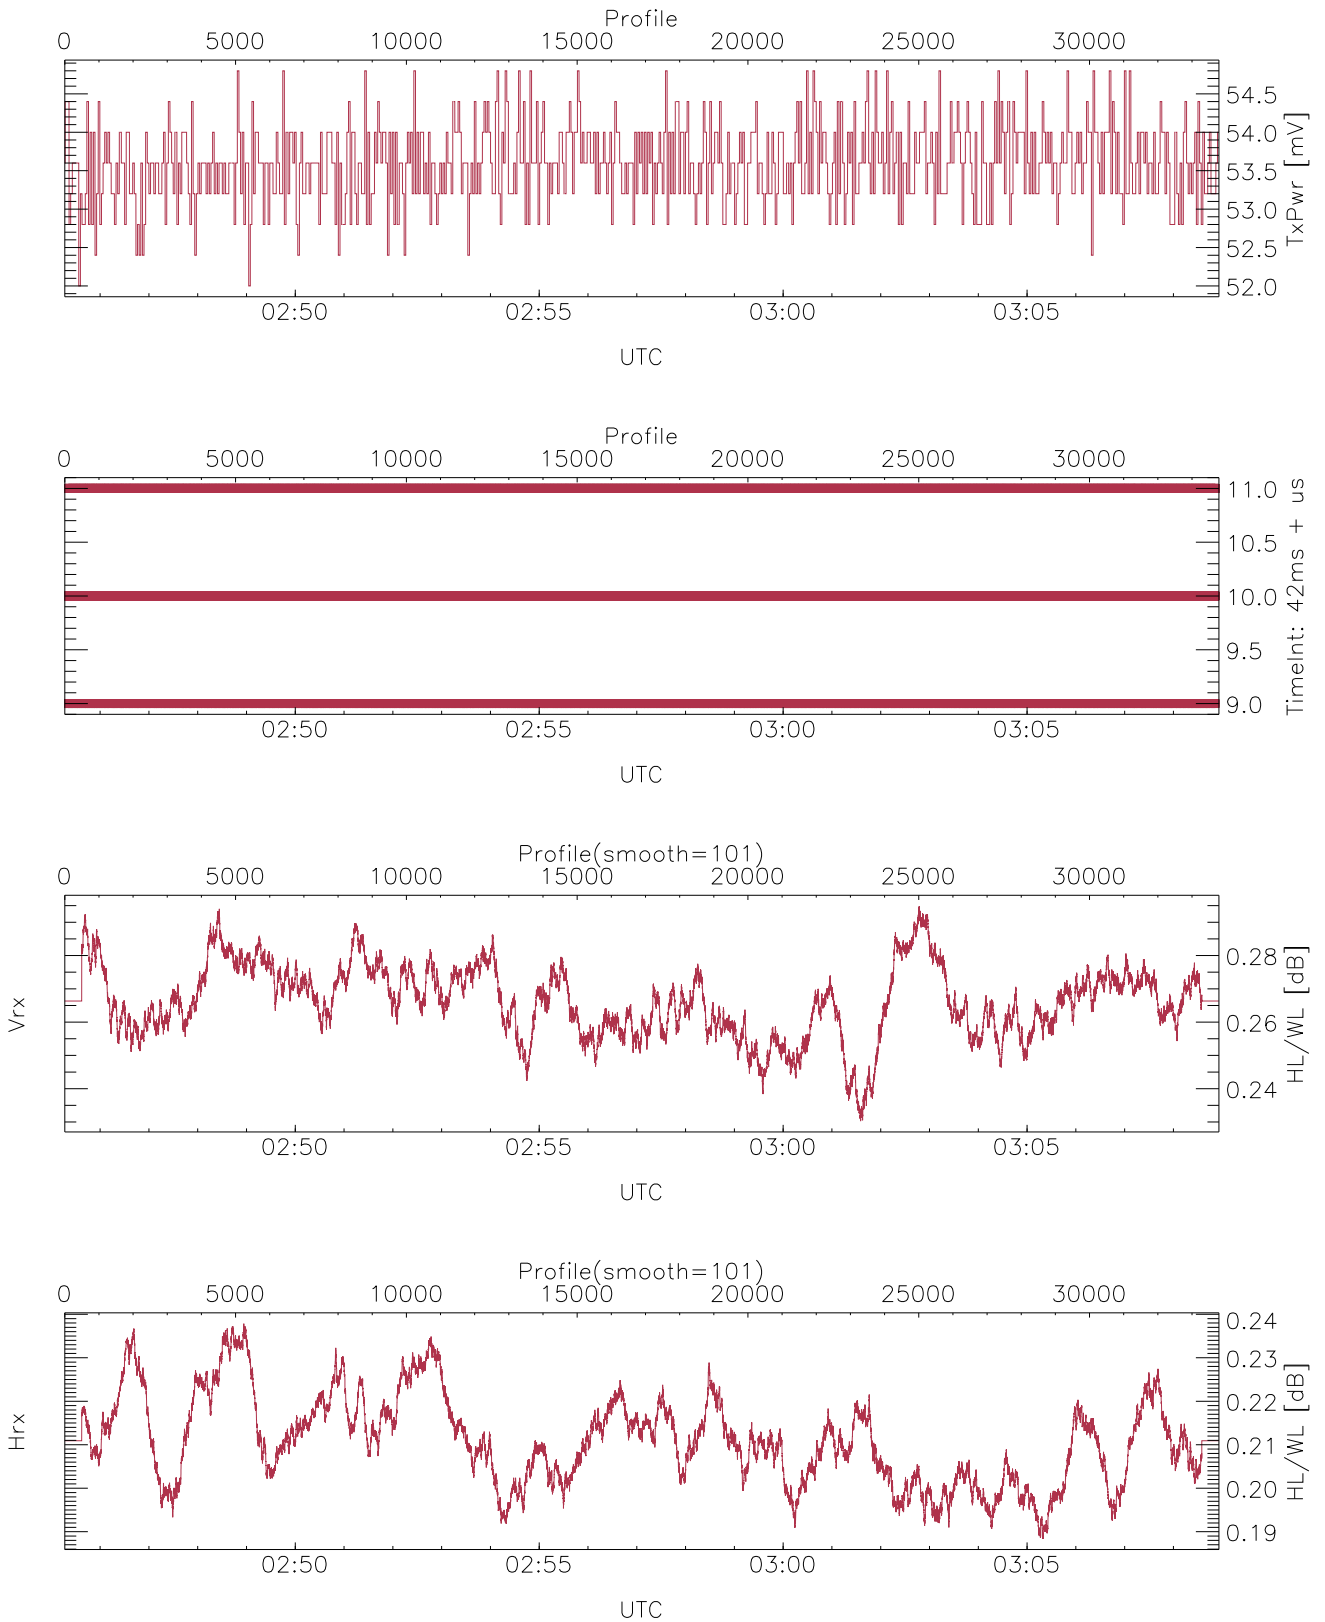 Profile
0 5000 10000 15000 20000 25000 30000
54.5
54.0
53.5
53.0
52.5
52.0
TxPwr [mV]
02:50 02:55 03:00 03:05
UTC
Profile
0 5000 10000 15000 20000 25000 30000
11.0
10.5
10.0
9.5
9.0
TimeInt: 42ms + us
02:50 02:55 03:00 03:05
UTC
Profile(smooth=101)
0 5000 10000 15000 20000 25000 30000
Vrx
0.28
0.26
0.24
HL/WL [dB]
02:50 02:55 03:00 03:05
UTC
Profile(smooth=101)
0 5000 10000 15000 20000 25000 30000
Hrx
0.24
0.23
0.22
0.21
0.20
0.19
HL/WL [dB]
02:50 02:55 03:00 03:05
UTC